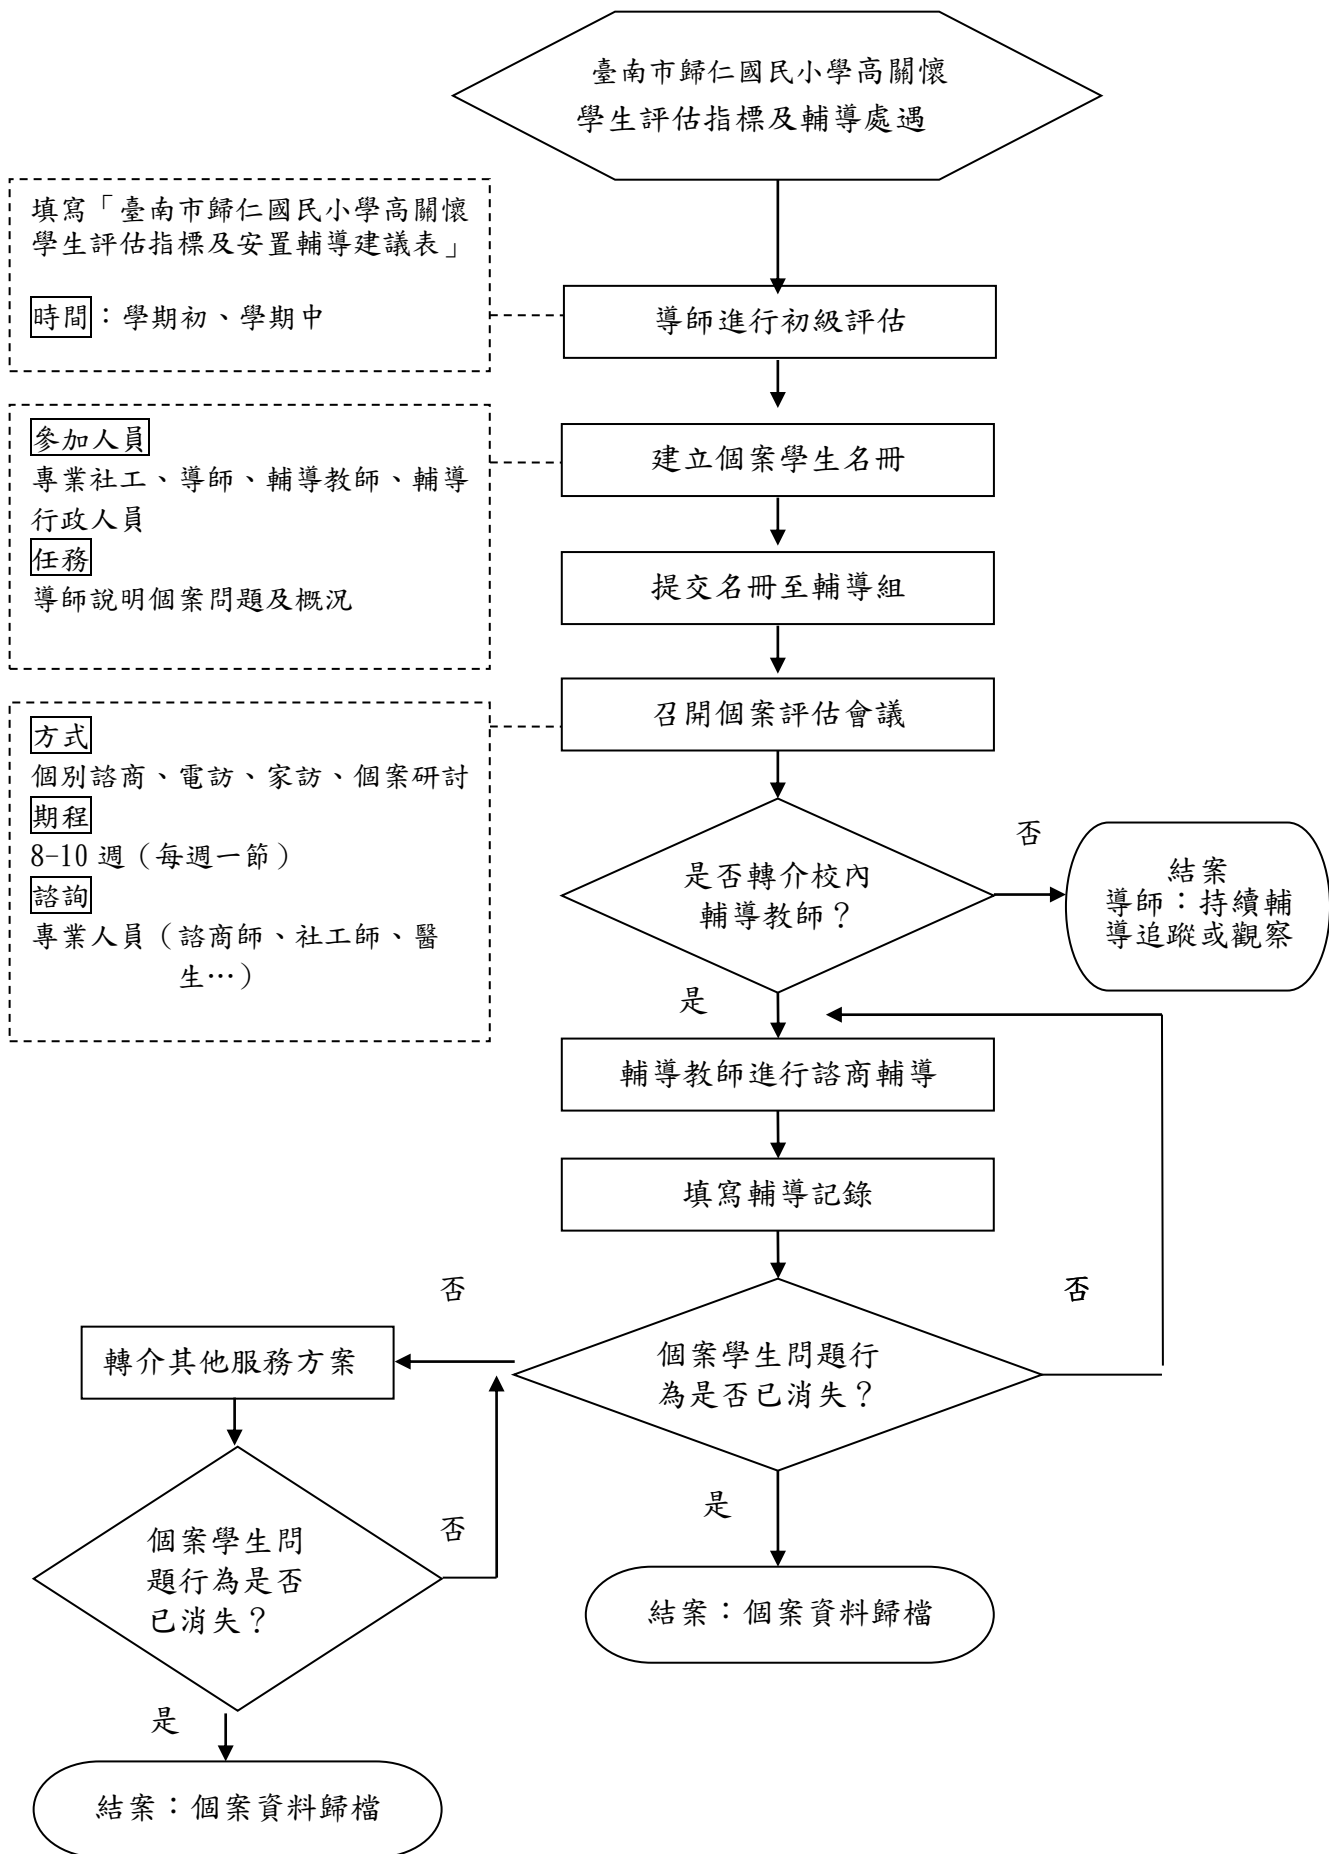 臺南市歸仁國民小學高關懷
學生評估指標及輔導處遇
填寫「臺南市歸仁國民小學高關懷
學生評估指標及安置輔導建議表」
時間：學期初、學期中
導師進行初級評估
參加人員
專業社工、導師、輔導教師、輔導
行政人員
任務
導師說明個案問題及概況
建立個案學生名冊
提交名冊至輔導組
召開個案評估會議
方式
個別諮商、電訪、家訪、個案研討
期程
8-10 週（每週一節）
諮詢
專業人員（諮商師、社工師、醫
生…）
是否轉介校內
輔導教師？
否
結案
導師：持續輔
導追蹤或觀察
是
輔導教師進行諮商輔導
填寫輔導記錄
否
否
個案學生問題行
為是否已消失？
轉介其他服務方案
是
否
個案學生問
題行為是否
已消失？
結案：個案資料歸檔
是
結案：個案資料歸檔